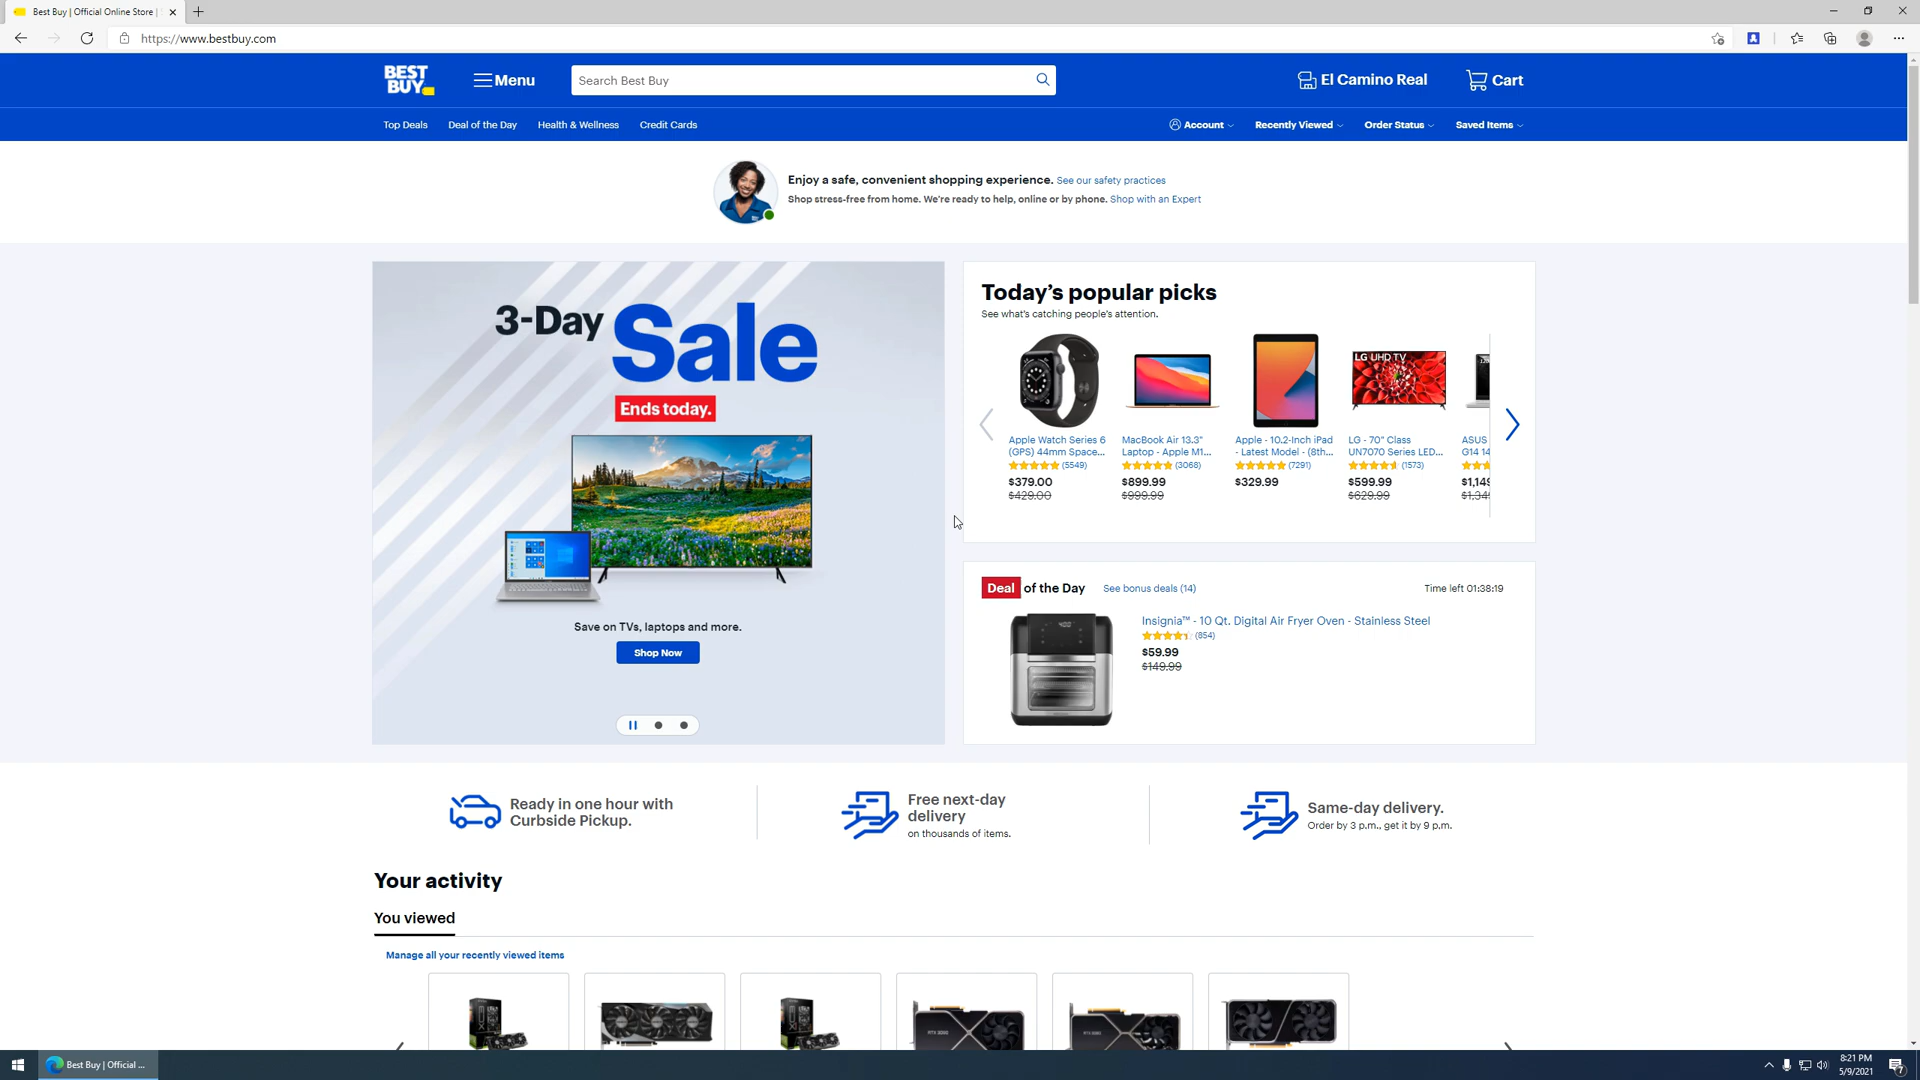 Best Buy | Official Online Store |
https://www.bestbuy.com
BEST BUY
Menu
Search Best Buy
El Camino Real
Cart
Top Deals
Deal of the Day
Health & Wellness
Credit Cards
Account
Recently Viewed
Order Status
Saved Items
Enjoy a safe, convenient shopping experience. See our safety practices
Shop stress-free from home. We're ready to help, online or by phone. Shop with an Expert
3-Day Sale
Ends today.
Save on TVs, laptops and more.
Shop Now
Today's popular picks
See what's catching people's attention.
LG UHD TV
Apple Watch Series 6
(GPS) 44mm Space...
(5549)
$379.00
$429.00
MacBook Air 13.3"
Laptop - Apple M1...
(3068)
$899.99
$999.99
Apple - 10.2-Inch iPad
- Latest Model - (8th...
(7291)
$329.99
LG - 70" Class
UN7070 Series LED...
(1573)
$599.99
$629.99
ASUS
G14 14
$1,149
$1,349
Deal of the Day
See bonus deals (14)
Time left 01:38:19
Insignia™ - 10 Qt. Digital Air Fryer Oven - Stainless Steel
(854)
$59.99
$149.99
Ready in one hour with
Curbside Pickup.
Free next-day
delivery
on thousands of items.
Same-day delivery.
Order by 3 p.m., get it by 9 p.m.
Your activity
You viewed
Manage all your recently viewed items
RTX 3090
Best Buy | Official ...
8:21 PM
5/9/2021
7